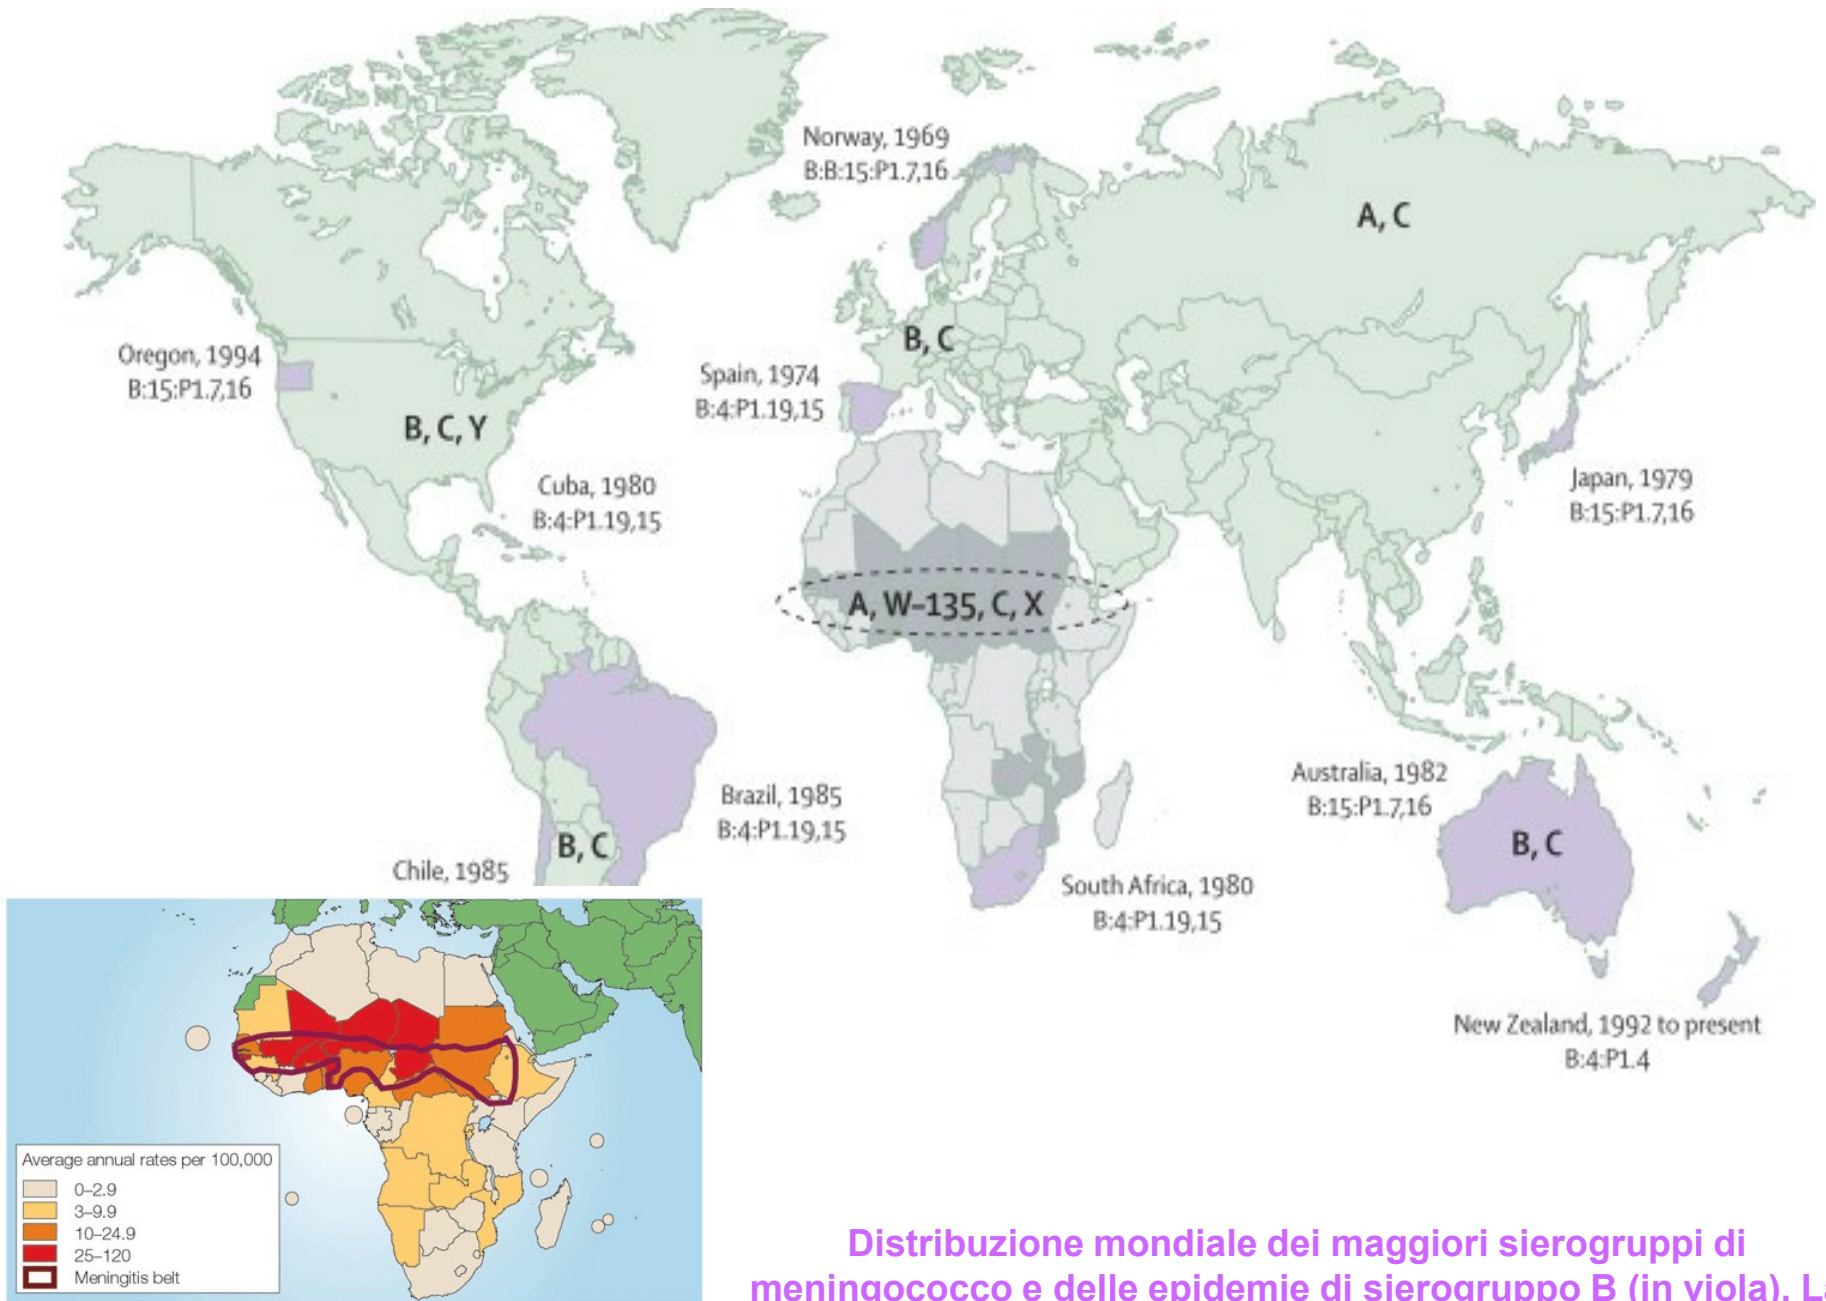 Norway, 1969
B:B:15:P1.7,16
A, C
Oregon, 1994
B:15:P1.7,16
B, C
Spain, 1974
B:4:P1.19,15
B, C, Y
Cuba, 1980
B:4:P1.19,15
Japan, 1979
B:15:P1.7,16
A, W–135, C, X
Brazil, 1985
B:4:P1.19,15
Australia, 1982
B:15:P1.7,16
B, C
B, C
Chile, 1985
South Africa, 1980
B:4:P1.19,15
New Zealand, 1992 to present
B:4:P1.4
Average annual rates per 100,000
0–2.9
3–9.9
10–24.9
25–120
Meningitis belt
Distribuzione mondiale dei maggiori sierogruppi di
meningococco e delle epidemie di sierogruppo B (in viola). La